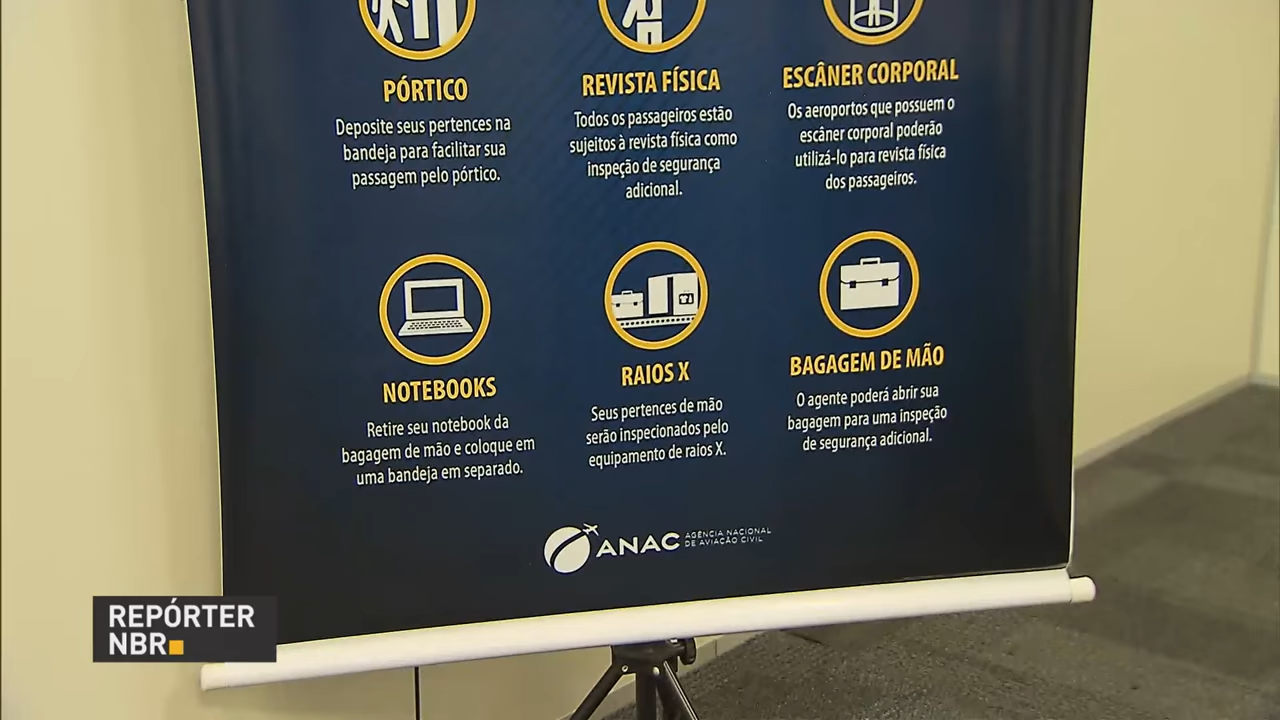 PÓRTICO
Deposite seus pertences na
bandeja para facilitar sua
passagem pelo pórtico.
REVISTA FÍSICA
Todos os passageiros estão
sujeitos à revista física como
inspeção de segurança
adicional.
ESCÂNER CORPORAL
Os aeroportos que possuem o
escâner corporal poderão
utilizá-lo para revista física
dos passageiros.
NOTEBOOKS
Retire seu notebook da
bagagem de mão e coloque em
uma bandeja em separado.
RAIOS X
Seus pertences de mão
serão inspecionados pelo
equipamento de raios X.
BAGAGEM DE MÃO
O agente poderá abrir sua
bagagem para uma inspeção
de segurança adicional.
ANAC
AGÊNCIA NACIONAL
DE AVIAÇÃO CIVIL
REPÓRTER
NBR